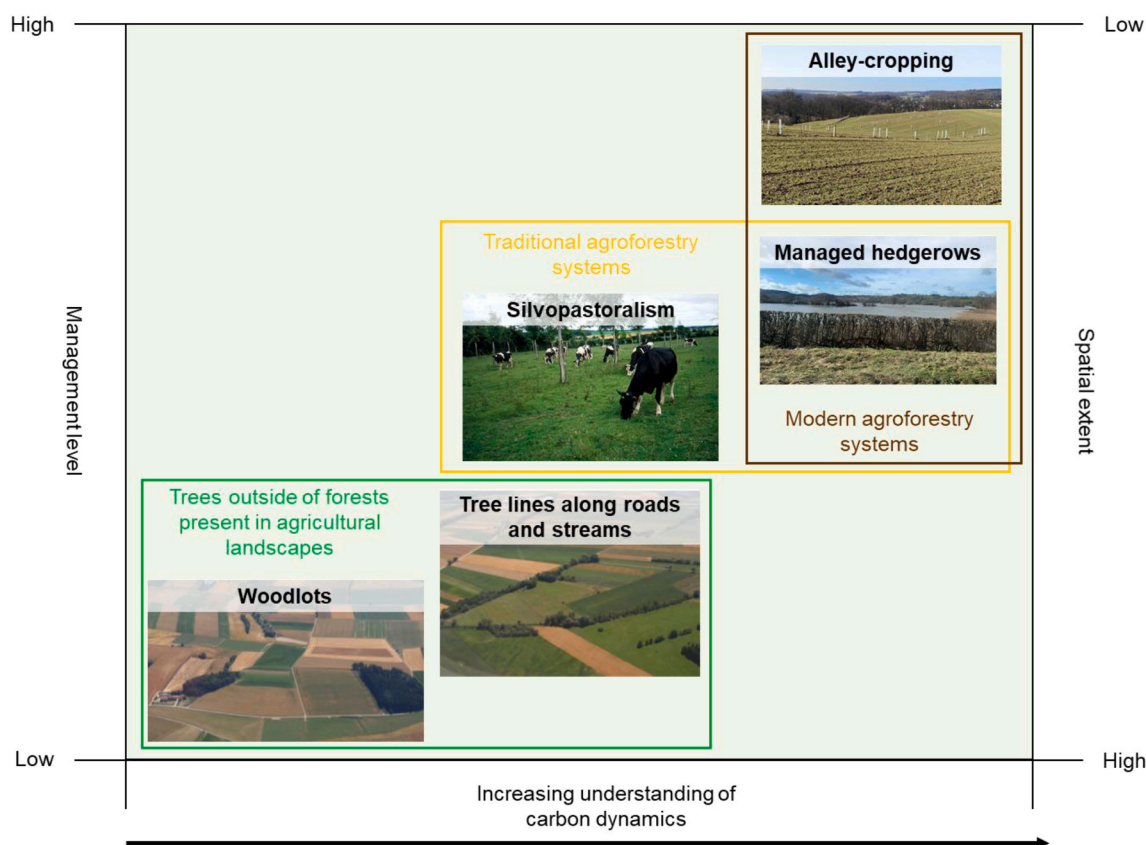 High
Low
Alley-cropping
Traditional agroforestry
systems
Managed hedgerows
Silvopastoralism
Management level
Spatial extent
Modern agroforestry
systems
Trees outside of forests
present in agricultural
landscapes
Tree lines along roads
and streams
Woodlots
Low
High
Increasing understanding of
carbon dynamics